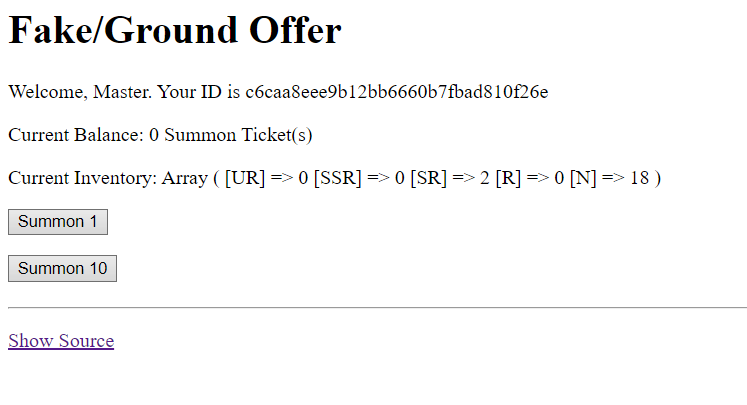 Fake/Ground Offer
Welcome, Master. Your ID is c6caa8eee9b12bb6660b7fbad810f26e
Current Balance: 0 Summon Ticket(s)
Current Inventory: Array ( [UR] => 0 [SSR] => 0 [SR] => 2 [R] => 0 [N] => 18 )
Summon 1
Summon 10
Show Source